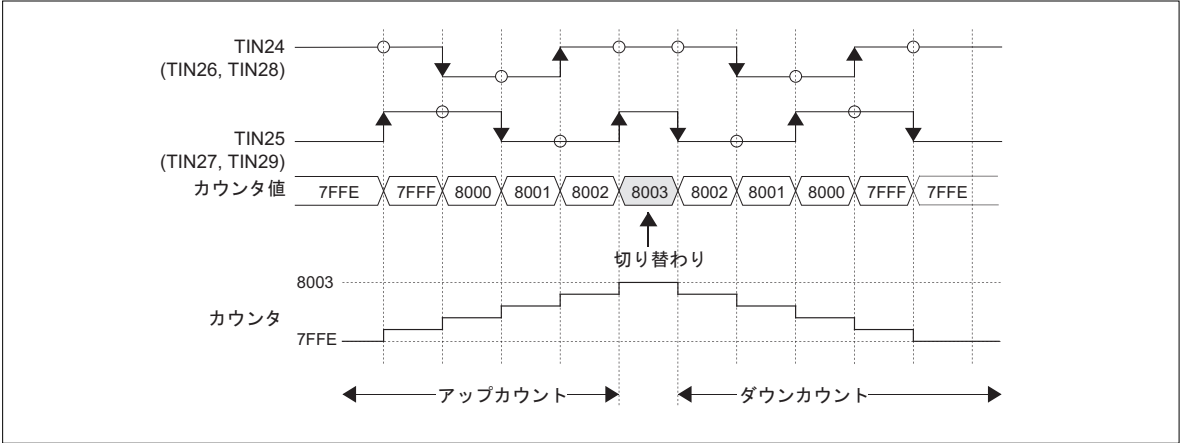 TIN24
(TIN26, TIN28)
TIN25
(TIN27, TIN29)
カウンタ値 7FFE 7FFF 8000 8001 8002 8003 8002 8001 8000 7FFF 7FFE
切り替わり
8003
カウンタ
7FFE
アップカウント ダウンカウント